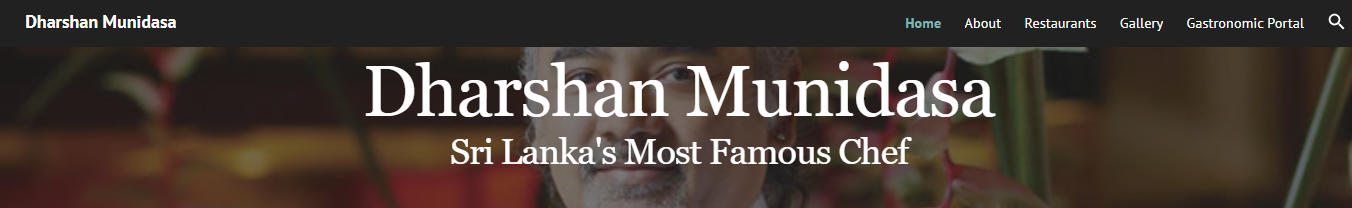 Dharshan Munidasa
Home About Restaurants Gallery Gastronomic Portal
Dharshan Munidasa
Sri Lanka's Most Famous Chef